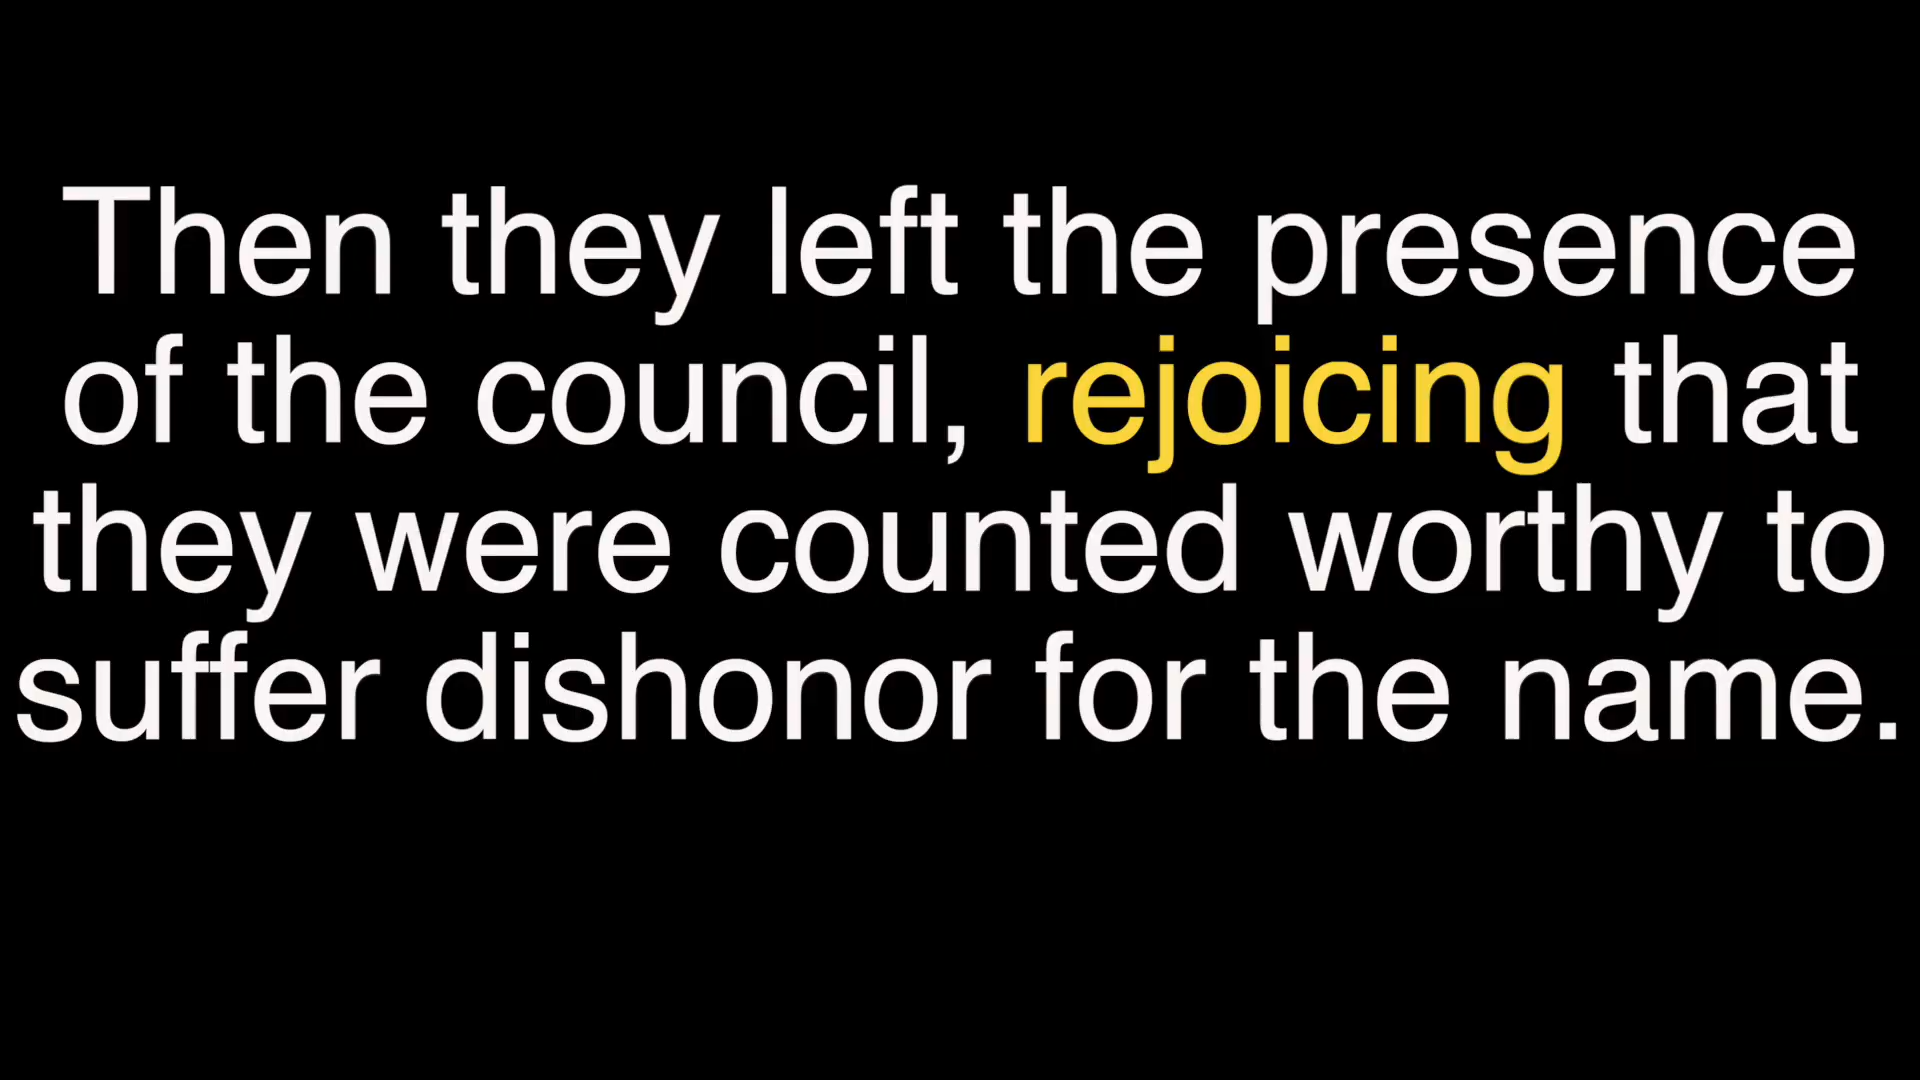 Then they left the presence
of the council, rejoicing that
they were counted worthy to
suffer dishonor for the name.